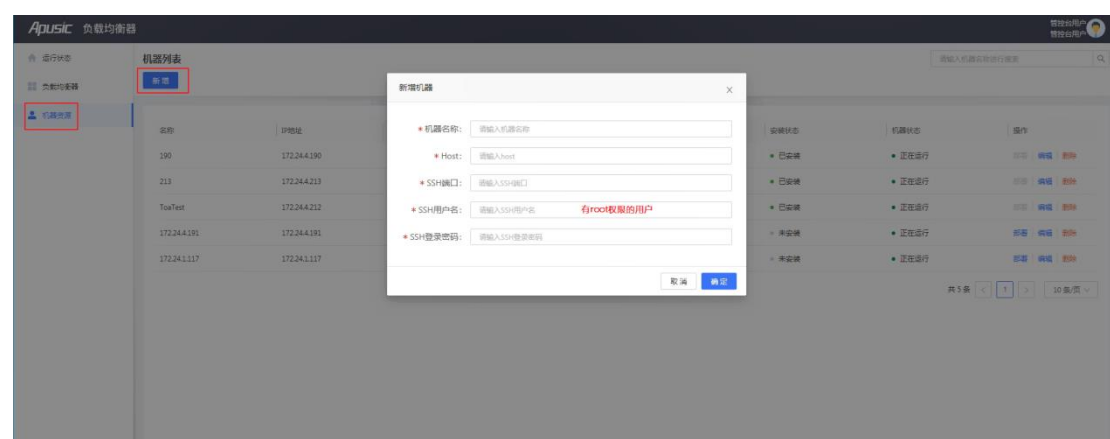 Apusic 负载均衡器
管控台用户
管控台用户
运行状态
负载均衡器
机器资源
机器列表
请输入机器名称进行搜索
新增
新增机器
机器名称: 请输入机器名称
Host: 请输入host
SSH端口: 请输入SSH端口
SSH用户名: 请输入SSH用户名 有root权限的用户
SSH登录密码: 请输入SSH登录密码
取消 确定
名称 IP地址 安装状态 机器状态 操作
190 172.24.4.190 已安装 正在运行 部署 编辑 删除
213 172.24.4.213 已安装 正在运行 部署 编辑 删除
ToaTest 172.24.4.212 已安装 正在运行 部署 编辑 删除
172.24.4.191 172.24.4.191 未安装 正在运行 部署 编辑 删除
172.24.1.117 172.24.1.117 未安装 正在运行 部署 编辑 删除
共5条 < 1 > 10条/页